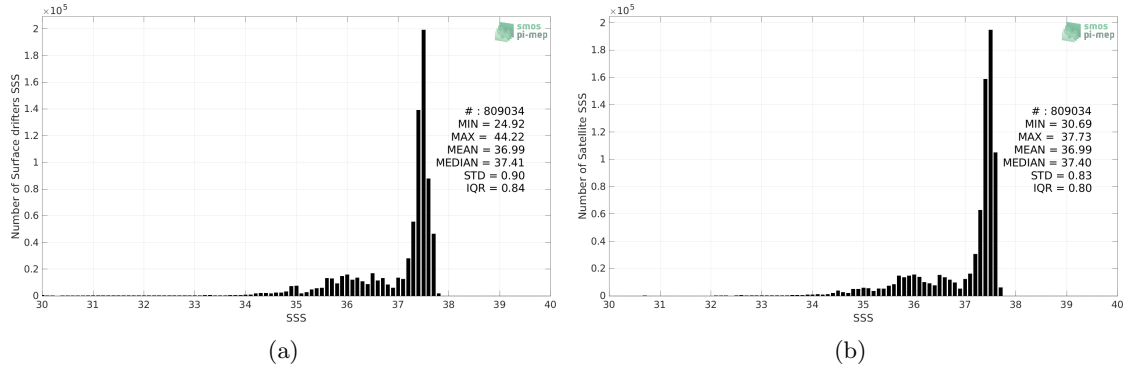 ×10⁵
2
1.8
1.6
1.4
1.2
1
0.8
0.6
0.4
0.2
0
Number of Surface drifters SSS
smos
pi-mep
# : 809034
MIN = 24.92
MAX = 44.22
MEAN = 36.99
MEDIAN = 37.41
STD = 0.90
IQR = 0.84
30 31 32 33 34 35 36 37 38 39 40
SSS
(a)
×10⁵
2
1.8
1.6
1.4
1.2
1
0.8
0.6
0.4
0.2
0
Number of Satellite SSS
smos
pi-mep
# : 809034
MIN = 30.69
MAX = 37.73
MEAN = 36.99
MEDIAN = 37.40
STD = 0.83
IQR = 0.80
30 31 32 33 34 35 36 37 38 39 40
SSS
(b)